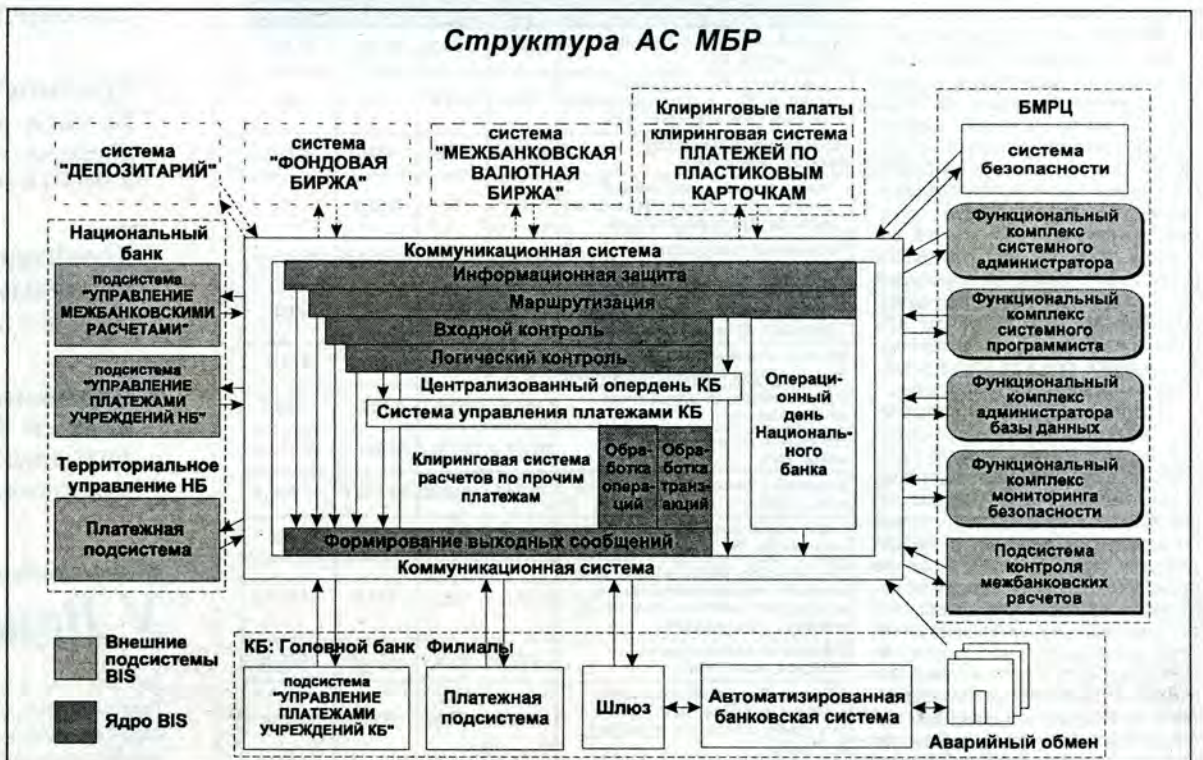 Структура АС МБР
Клиринговые палаты
клиринговая система
ПЛАТЕЖЕЙ ПО
ПЛАСТИКОВЫМ
КАРТОЧКАМ
система
"ДЕПОЗИТАРИЙ"
система
"ФОНДОВАЯ
БИРЖА"
система
"МЕЖБАНКОВСКАЯ
ВАЛЮТНАЯ
БИРЖА"
БМРЦ
система
безопасности
Функциональный
комплекс
системного
администратора
Функциональный
комплекс
системного
программиста
Функциональный
комплекс
администратора
базы данных
Функциональный
комплекс
мониторинга
безопасности
Подсистема
контроля
межбанковских
расчетов
Национальный
банк
подсистема
"УПРАВЛЕНИЕ
МЕЖБАНКОВСКИМИ
РАСЧЕТАМИ"
подсистема
"УПРАВЛЕНИЕ
ПЛАТЕЖАМИ
УЧРЕЖДЕНИЙ НБ"
Территориальное
управление НБ
Платежная
подсистема
Коммуникационная система
Информационная защита
Маршрутизация
Входной контроль
Логический контроль
Централизованный опердень КБ
Система управления платежами КБ
Клиринговая система
расчетов по прочим
платежам
Обра-
ботка
опера-
ций
Обра-
ботка
транз-
акций
Операци-
онный
день
Националь-
ного
банка
Формирование выходных сообщений
Коммуникационная система
Внешние
подсистемы
BIS
Ядро BIS
КБ: Головной банк Филиалы
подсистема
"УПРАВЛЕНИЕ
ПЛАТЕЖАМИ
УЧРЕЖДЕНИЙ КБ"
Платежная
подсистема
Шлюз
Автоматизированная
банковская система
Аварийный обмен